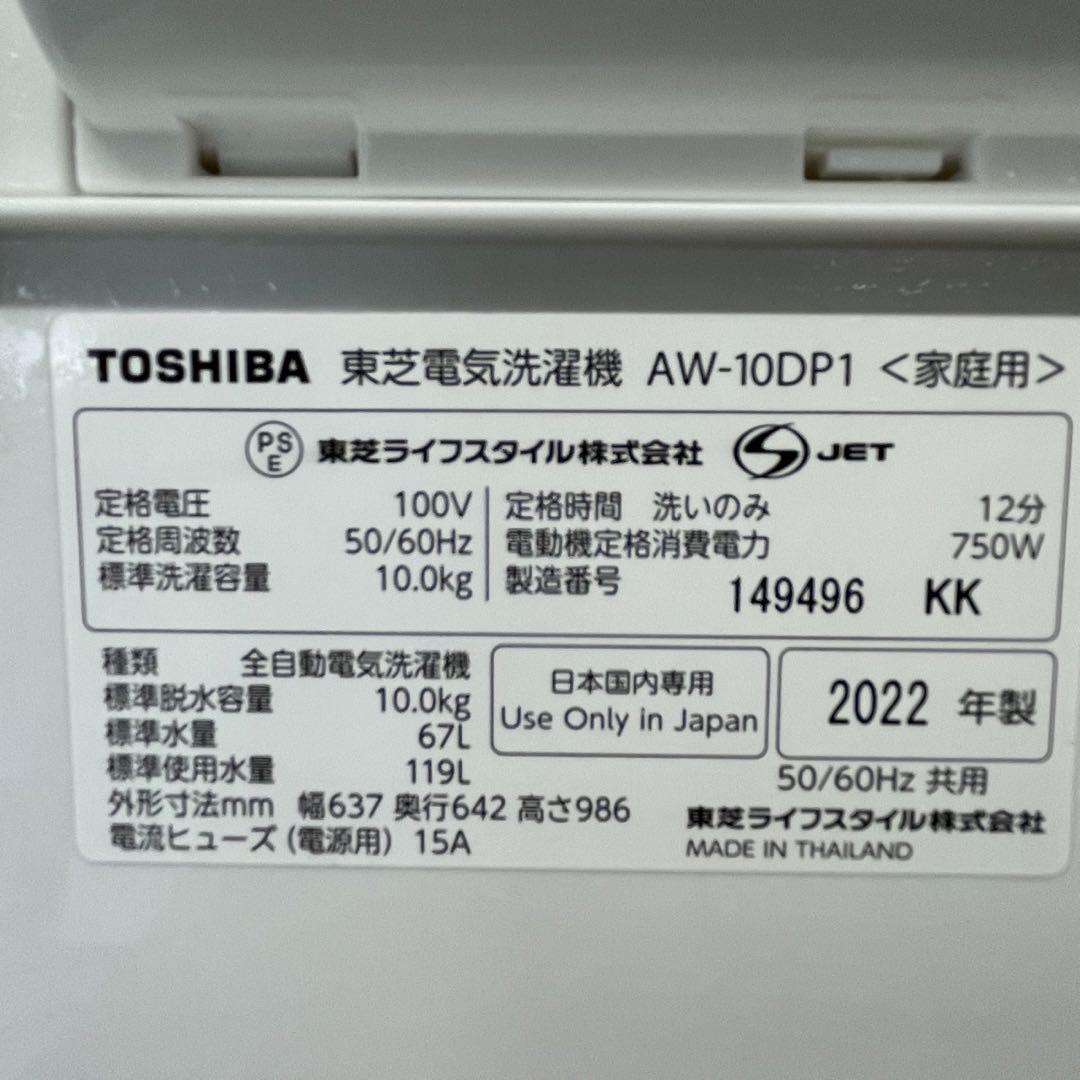 TOSHIBA 東芝電気洗濯機 AW-10DP1 <家庭用>
PSE 東芝ライフスタイル株式会社 S JET
定格電圧 100V
定格周波数 50/60Hz
標準洗濯容量 10.0kg
定格時間 洗いのみ 12分
電動機定格消費電力 750W
製造番号 149496 KK
種類 全自動電気洗濯機
標準脱水容量 10.0kg
標準水量 67L
標準使用水量 119L
外形寸法mm 幅637 奥行642 高さ986
電流ヒューズ (電源用) 15A
日本国内専用
Use Only in Japan
2022 年製
50/60Hz 共用
東芝ライフスタイル株式会社
MADE IN THAILAND